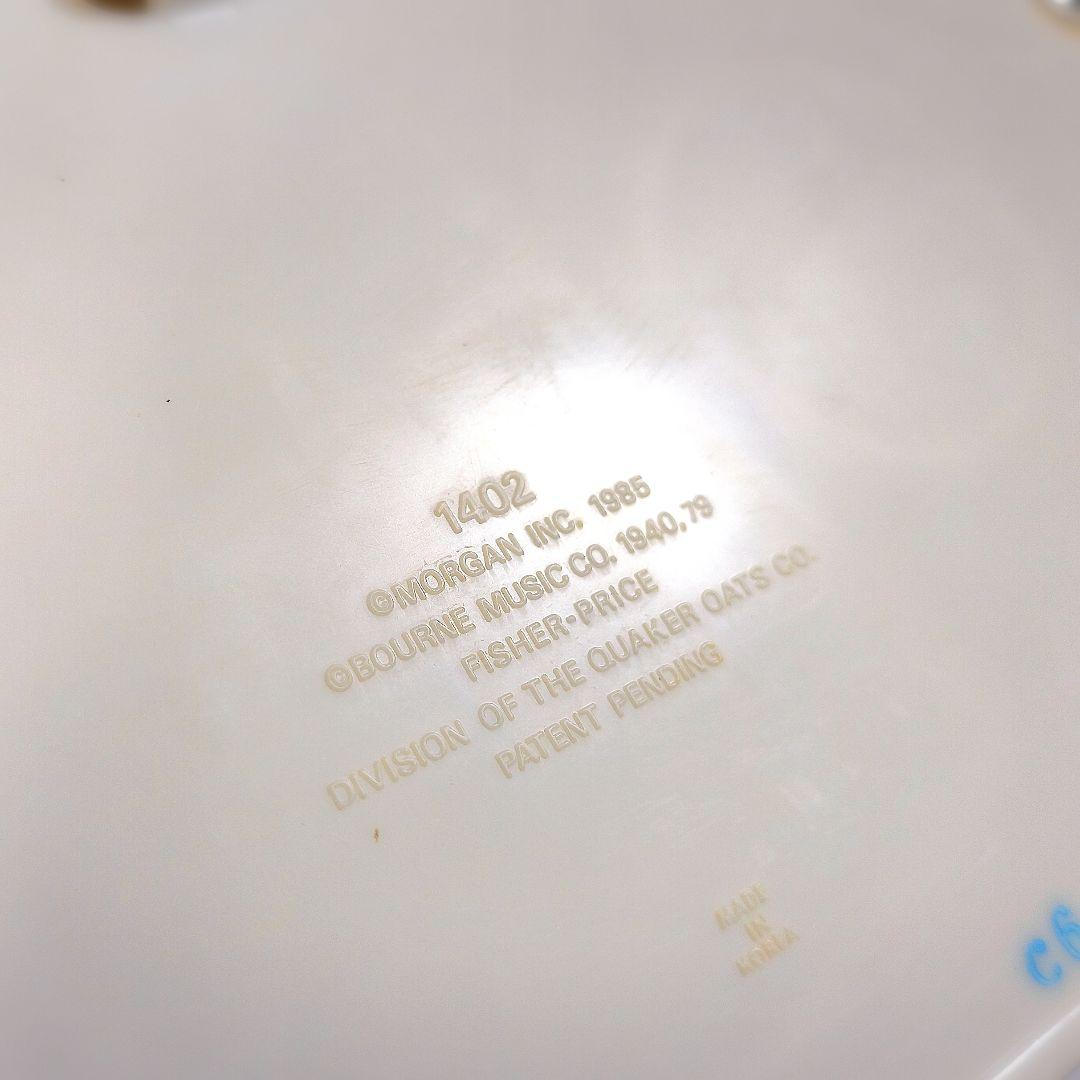 1402
©MORGAN INC. 1985
©BOURNE MUSIC CO. 1940, 79
FISHER-PRICE
DIVISION OF THE QUAKER OATS CO.
PATENT PENDING
MADE
IN
KOREA
C6